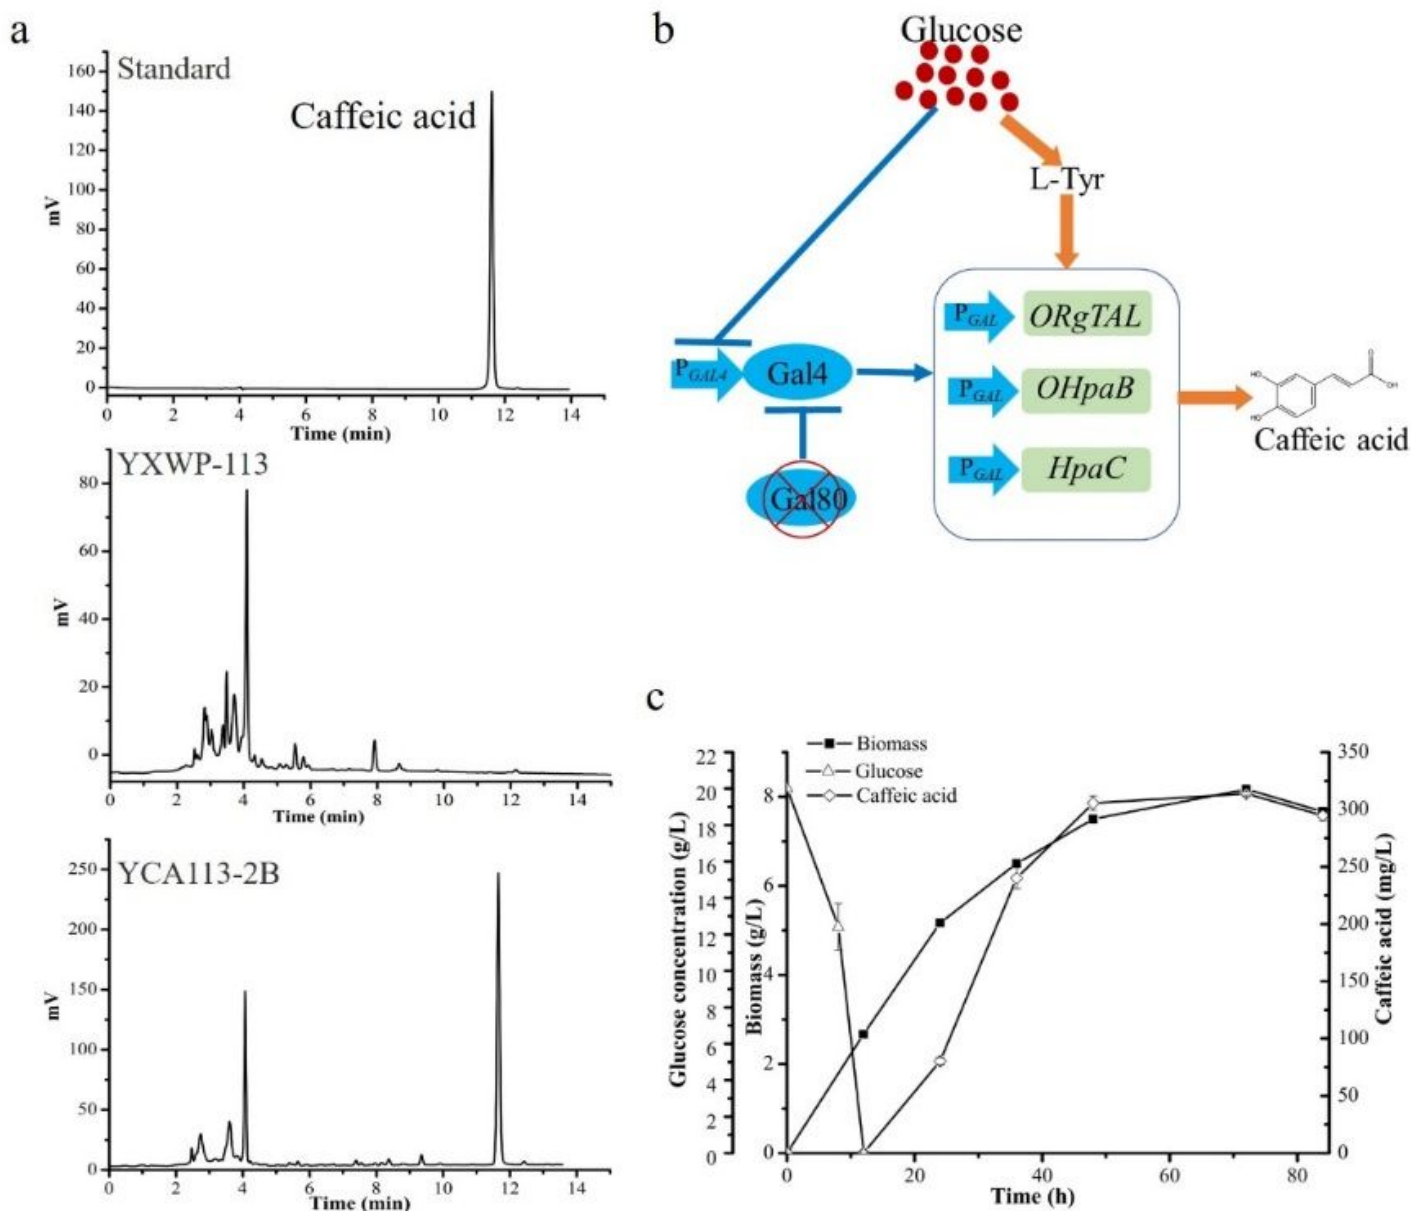 a
Standard
Caffeic acid
160
140
120
100
80
60
40
20
0
mV
0 2 4 6 8 10 12 14
Time (min)
YXWP-113
80
60
40
20
0
mV
0 2 4 6 8 10 12 14
Time (min)
YCA113-2B
250
200
150
100
50
0
mV
0 2 4 6 8 10 12 14
Time (min)
b
Glucose
L-Tyr
PGAL ORgTAL
PGAL4 Gal4
PGAL OHpaB
HO
HO
O
OH
Caffeic acid
PGAL HpaC
Gal80
c
Biomass
Glucose
Caffeic acid
22
20
18
16
14
12
10
8
6
4
2
0
Glucose concentration (g/L)
8
6
4
2
0
Biomass (g/L)
350
300
250
200
150
100
50
0
Caffeic acid (mg/L)
0 20 40 60 80
Time (h)